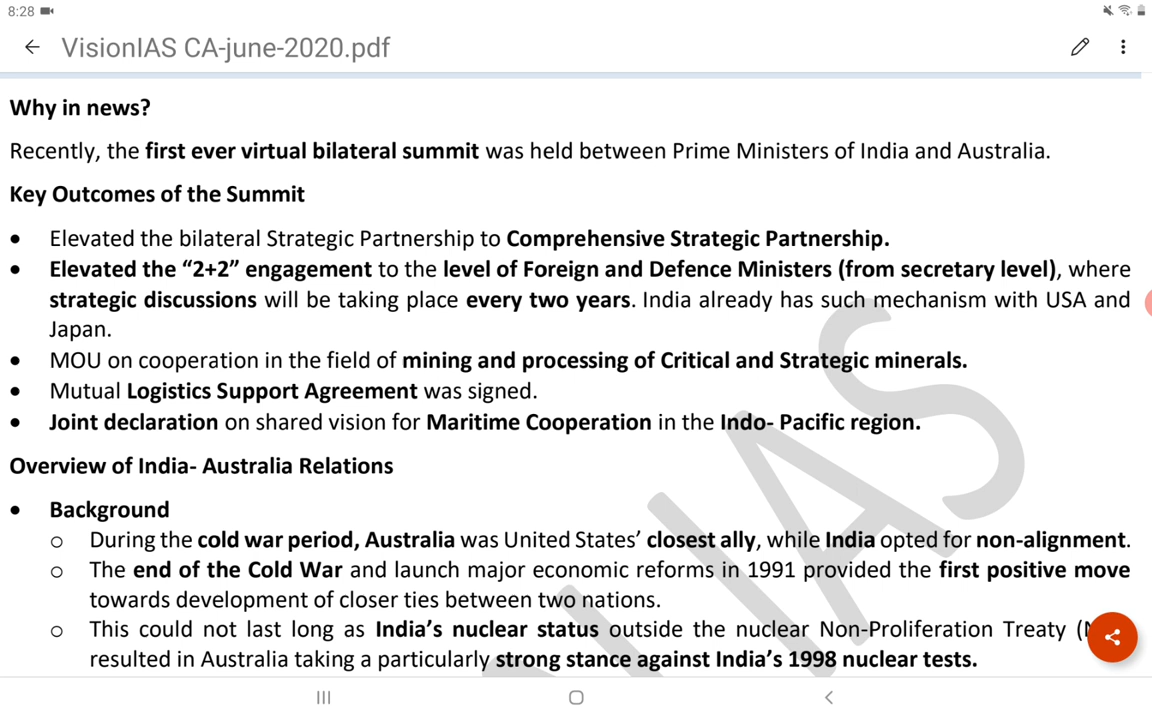 8:28
VisionIAS CA-june-2020.pdf
Why in news?
Recently, the first ever virtual bilateral summit was held between Prime Ministers of India and Australia.
Key Outcomes of the Summit
• Elevated the bilateral Strategic Partnership to Comprehensive Strategic Partnership.
• Elevated the “2+2” engagement to the level of Foreign and Defence Ministers (from secretary level), where
strategic discussions will be taking place every two years. India already has such mechanism with USA and
Japan.
• MOU on cooperation in the field of mining and processing of Critical and Strategic minerals.
• Mutual Logistics Support Agreement was signed.
• Joint declaration on shared vision for Maritime Cooperation in the Indo- Pacific region.
Overview of India- Australia Relations
• Background
o During the cold war period, Australia was United States’ closest ally, while India opted for non-alignment.
o The end of the Cold War and launch major economic reforms in 1991 provided the first positive move
towards development of closer ties between two nations.
o This could not last long as India’s nuclear status outside the nuclear Non-Proliferation Treaty (
resulted in Australia taking a particularly strong stance against India’s 1998 nuclear tests.
IAS